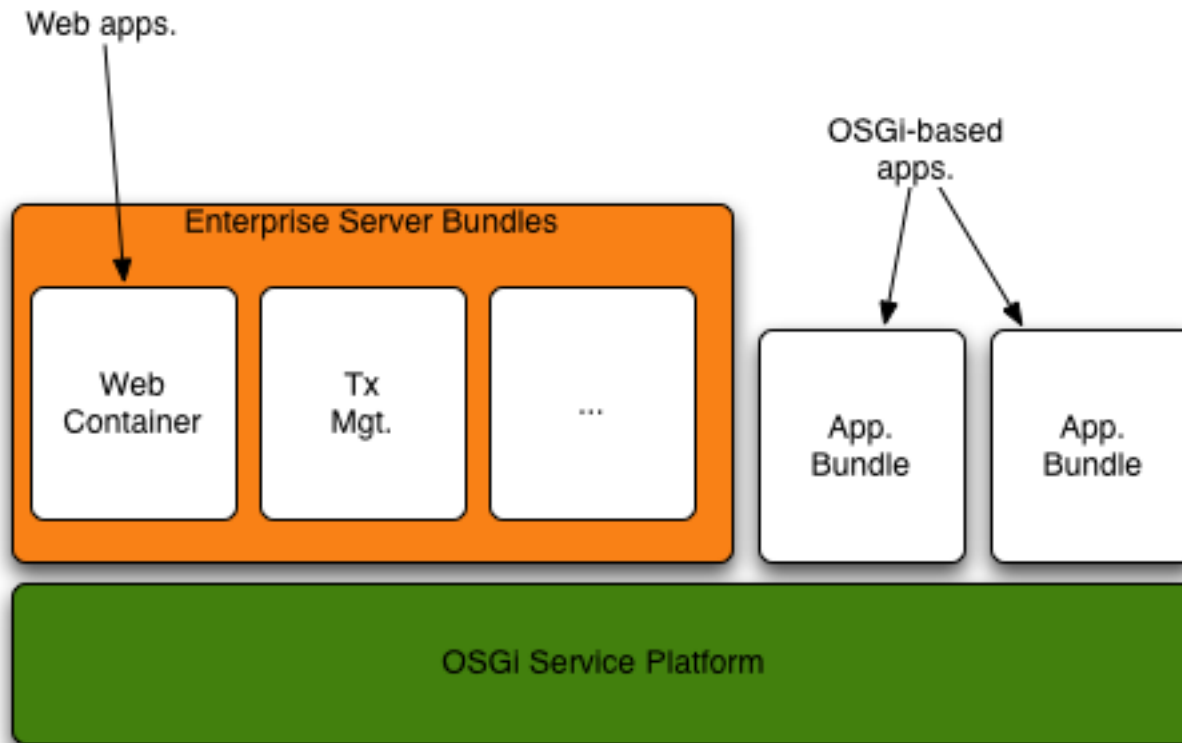 Web apps.
OSGi-based
apps.
Enterprise Server Bundles
Web
Container
Tx
Mgt.
...
App.
Bundle
App.
Bundle
OSGi Service Platform